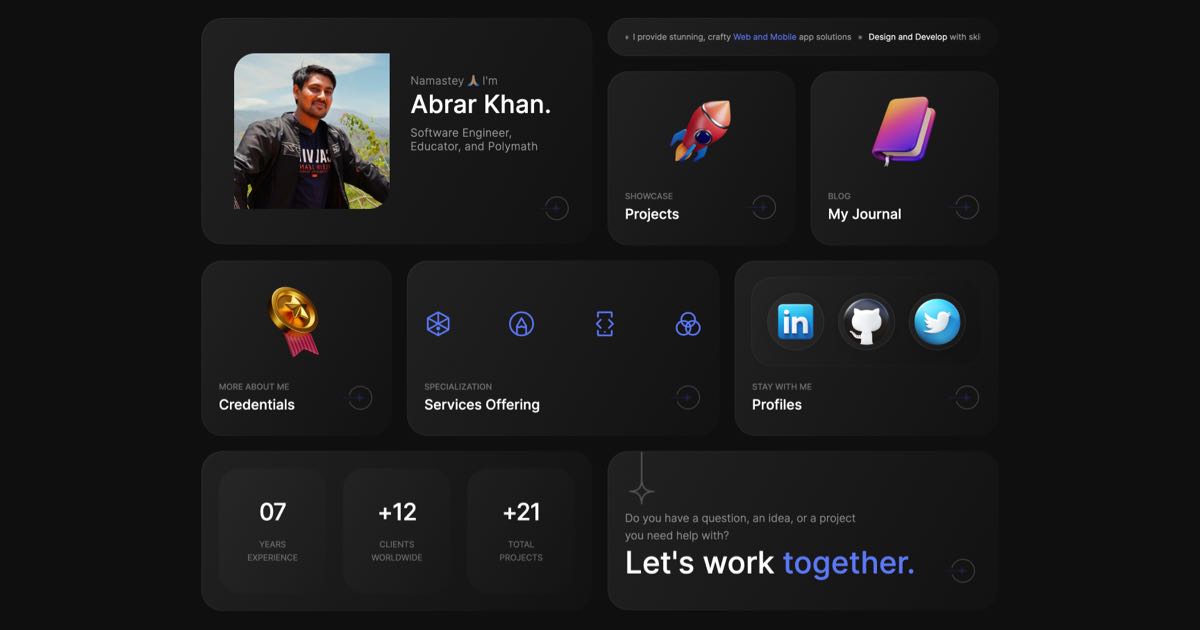 I provide stunning, crafty Web and Mobile app solutions Design and Develop with ski
Namastey 🙏🏽 I'm
Abrar Khan.
Software Engineer,
Educator, and Polymath
SHOWCASE
Projects
BLOG
My Journal
MORE ABOUT ME
Credentials
SPECIALIZATION
Services Offering
in
STAY WITH ME
Profiles
07
YEARS
EXPERIENCE
+12
CLIENTS
WORLDWIDE
+21
TOTAL
PROJECTS
Do you have a question, an idea, or a project
you need help with?
Let's work together.